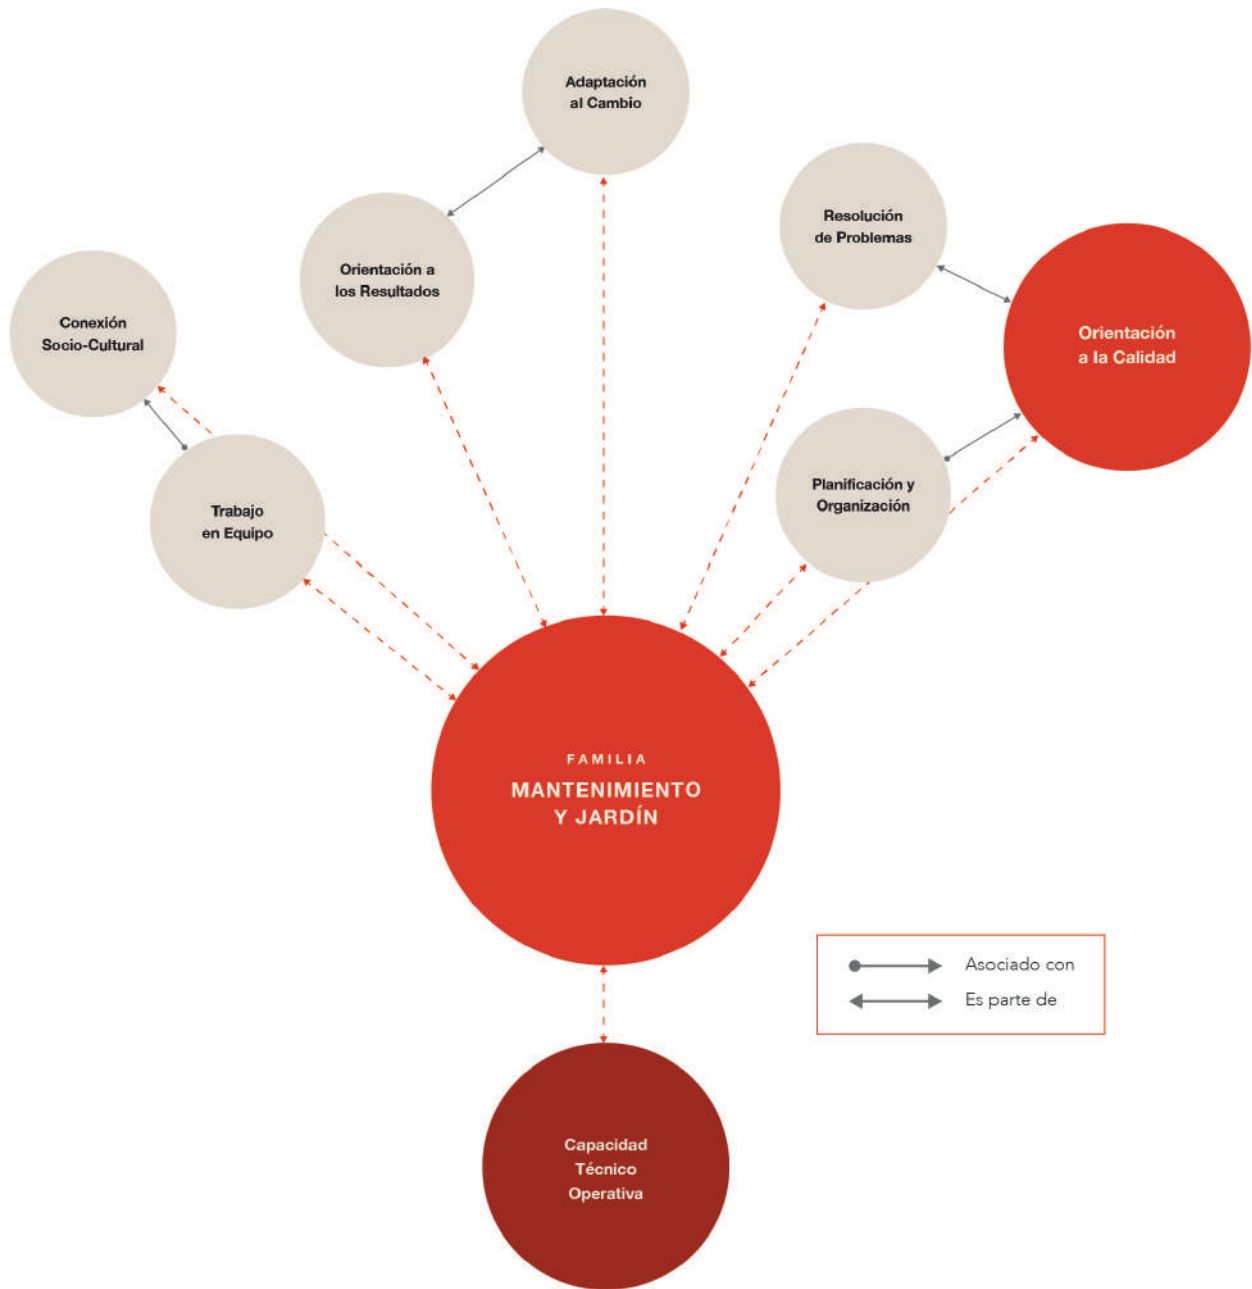 Adaptación
al Cambio
Resolución
de Problemas
Orientación a
los Resultados
Conexión
Socio-Cultural
Orientación
a la Calidad
Trabajo
en Equipo
Planificación y
Organización
FAMILIA
MANTENIMIENTO
Y JARDÍN
Asociado con
Es parte de
Capacidad
Técnico
Operativa